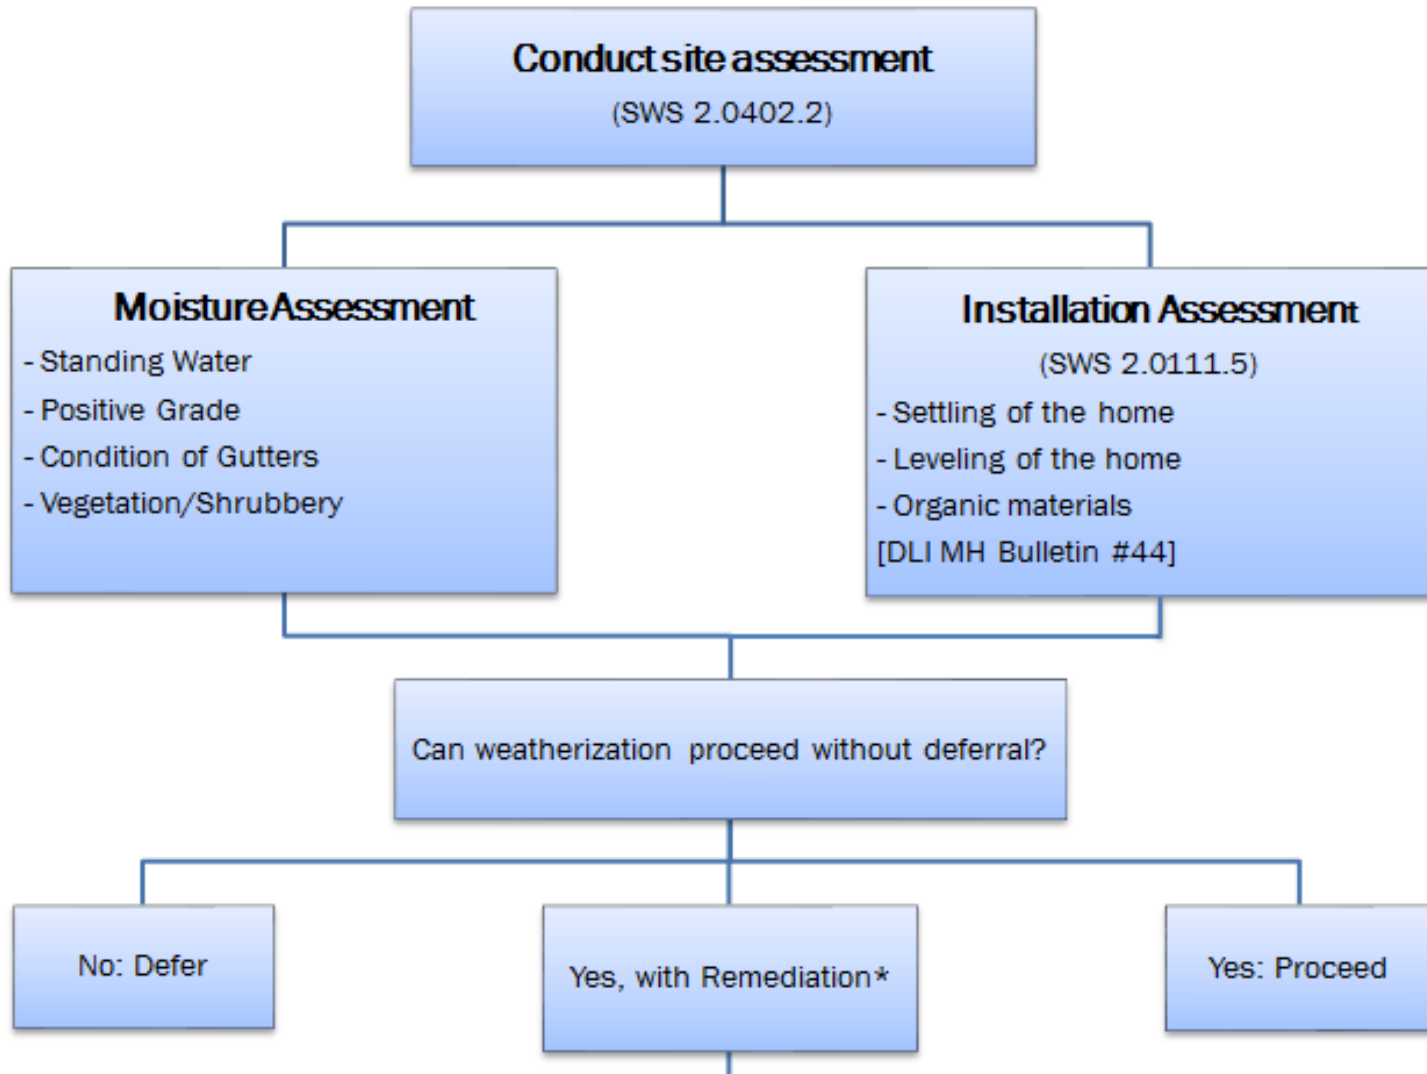 Conduct site assessment
(SWS 2.0402.2)
Moisture Assessment
- Standing Water
- Positive Grade
- Condition of Gutters
- Vegetation/Shrubbery
Installation Assessment
(SWS 2.0111.5)
- Settling of the home
- Leveling of the home
- Organic materials
[DLI MH Bulletin #44]
Can weatherization proceed without deferral?
No: Defer
Yes, with Remediation*
Yes: Proceed